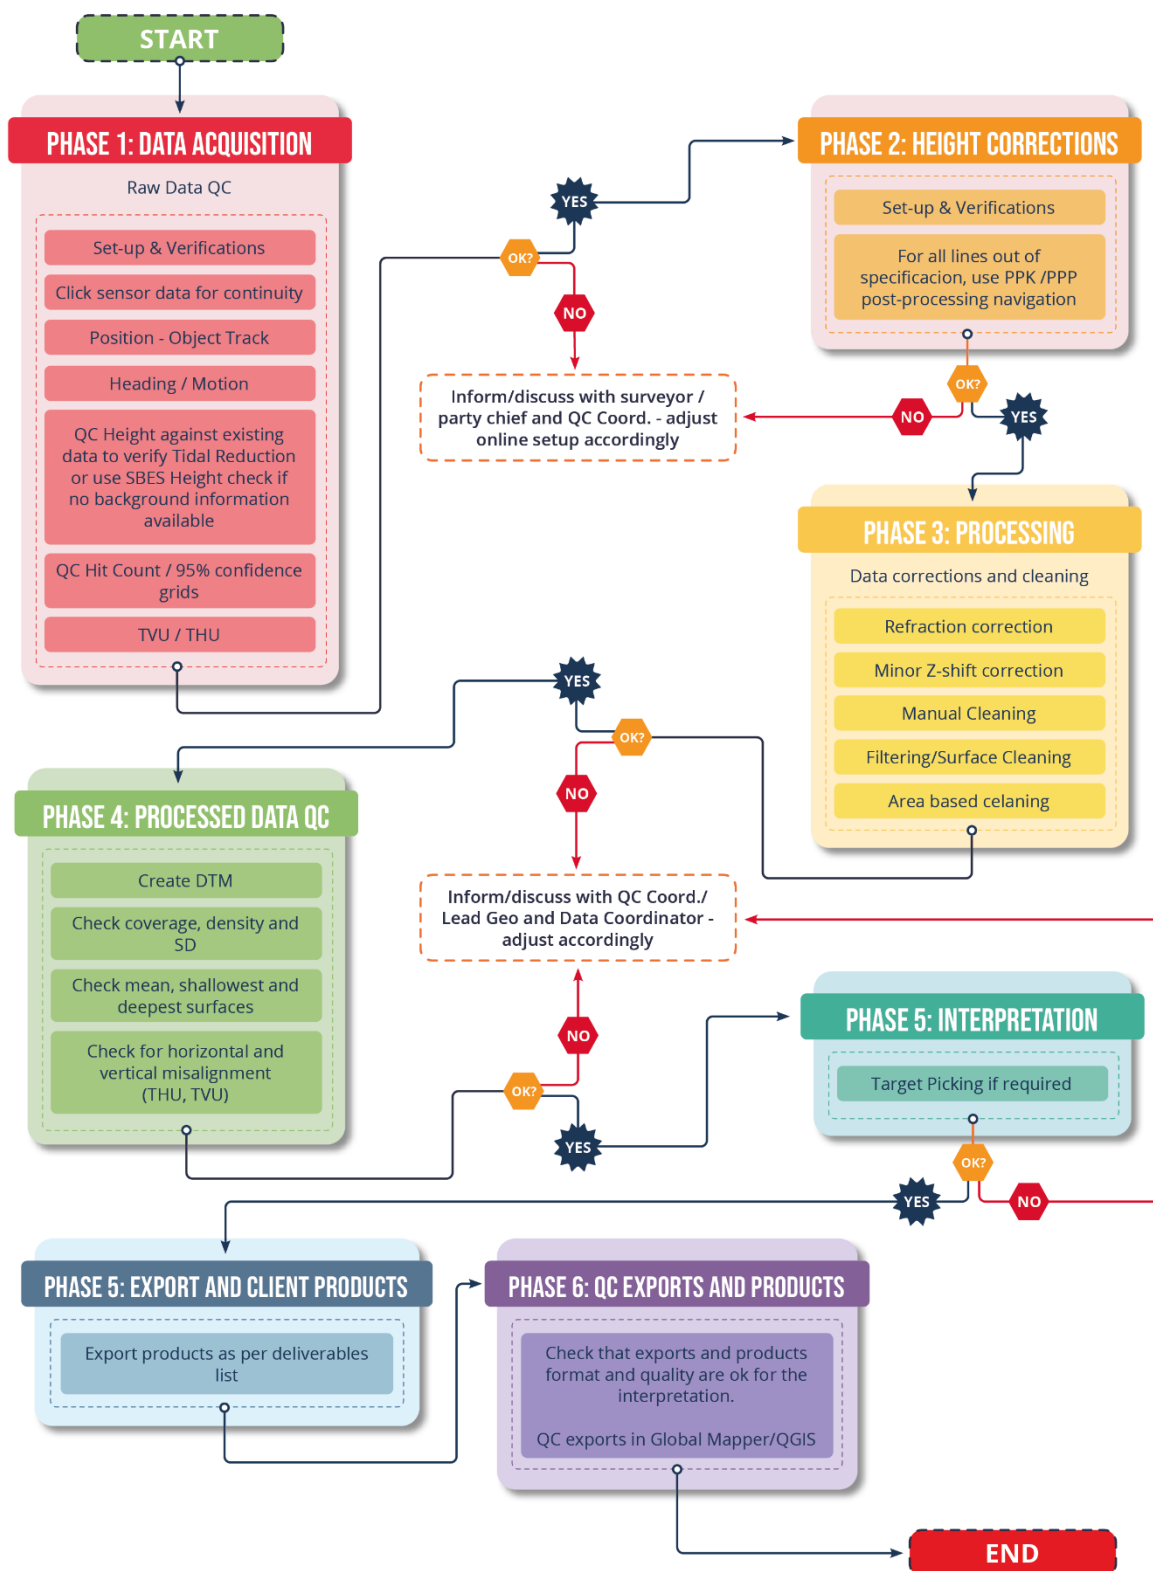 START
PHASE 1: DATA ACQUISITION
Raw Data QC
Set-up & Verifications
Click sensor data for continuity
Position - Object Track
Heading / Motion
QC Height against existing
data to verify Tidal Reduction
or use SBES Height check if
no background information
available
QC Hit Count / 95% confidence
grids
TVU / THU
OK?
YES
NO
Inform/discuss with surveyor /
party chief and QC Coord. - adjust
online setup accordingly
PHASE 2: HEIGHT CORRECTIONS
Set-up & Verifications
For all lines out of
specificacion, use PPK /PPP
post-processing navigation
OK?
NO
YES
PHASE 3: PROCESSING
Data corrections and cleaning
Refraction correction
Minor Z-shift correction
Manual Cleaning
Filtering/Surface Cleaning
Area based celaning
OK?
YES
NO
Inform/discuss with QC Coord./
Lead Geo and Data Coordinator -
adjust accordingly
PHASE 4: PROCESSED DATA QC
Create DTM
Check coverage, density and
SD
Check mean, shallowest and
deepest surfaces
Check for horizontal and
vertical misalignment
(THU, TVU)
OK?
NO
YES
PHASE 5: INTERPRETATION
Target Picking if required
OK?
YES
NO
PHASE 5: EXPORT AND CLIENT PRODUCTS
Export products as per deliverables
list
PHASE 6: QC EXPORTS AND PRODUCTS
Check that exports and products
format and quality are ok for the
interpretation.
QC exports in Global Mapper/QGIS
END